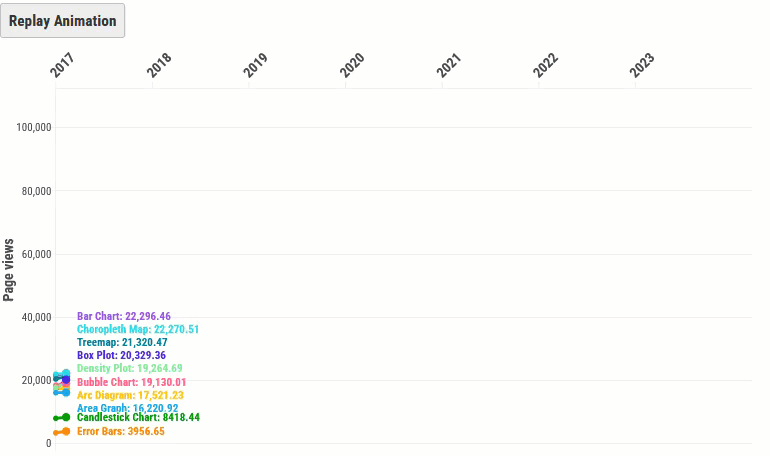 Replay Animation
2017 2018 2019 2020 2021 2022 2023
100,000
80,000
60,000
Page views
40,000
Bar Chart: 22,296.46
Choropleth Map: 22,270.51
Treemap: 21,320.47
Box Plot: 20,329.36
Density Plot: 19,264.69
20,000
Bubble Chart: 19,130.01
Arc Diagram: 17,521.23
Area Graph: 16,220.92
Candlestick Chart: 8418.44
Error Bars: 3956.65
0